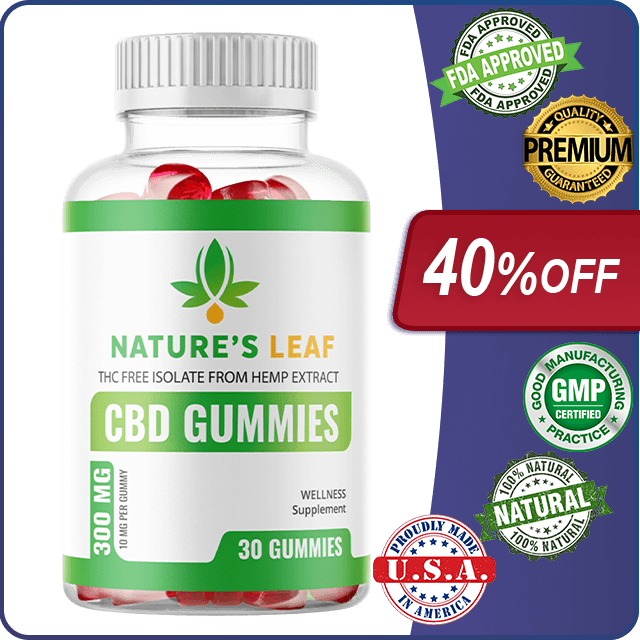 NATURE'S LEAF
THC FREE ISOLATE FROM HEMP EXTRACT
CBD GUMMIES
300 MG
10 MG PER GUMMY
WELLNESS
Supplement
30 GUMMIES
FDA APPROVED
FDA APPROVED
FDA APPROVED
QUALITY
PREMIUM
GUARANTEED
40%OFF
GOOD MANUFACTURING
GMP
CERTIFIED
PRACTICE
100% NATURAL
NATURAL
100% NATURAL
PROUDLY MADE
U.S.A.
IN AMERICA